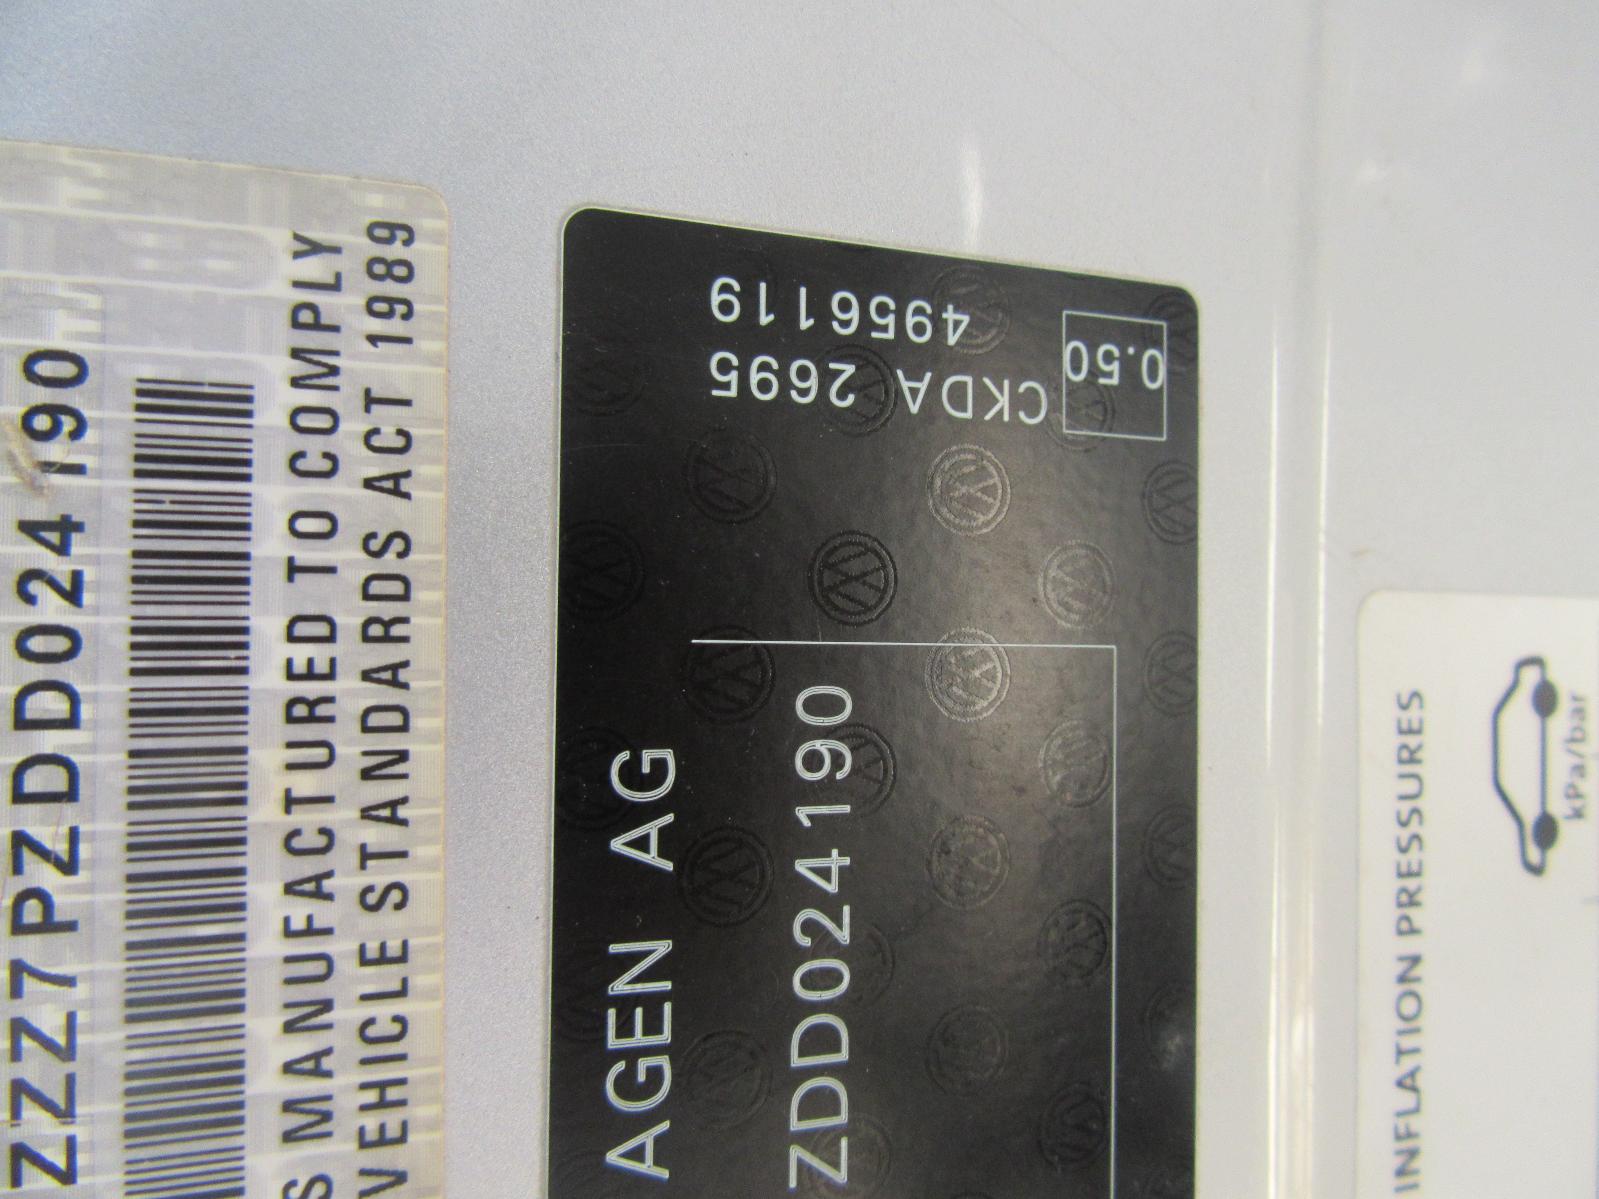 ZZZ7PZDD024190
S MANUFACTURED TO COMPLY
VEHICLE STANDARDS ACT 1989
AGEN AG
ZDD024190
CKDA 2695
4956119
0.50
INFLATION PRESSURES
kPa/bar